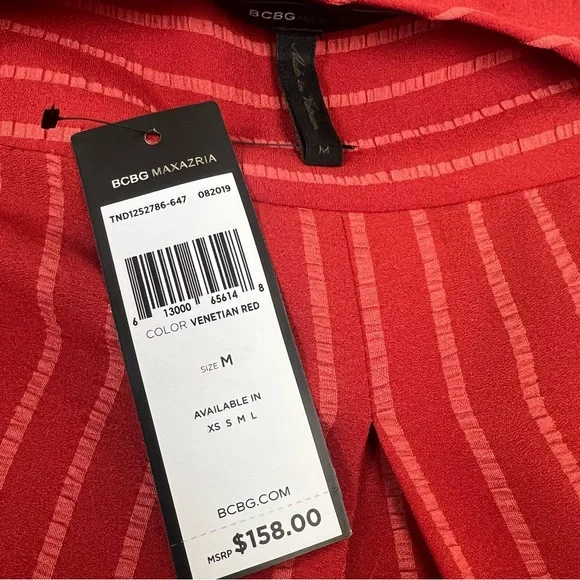 BCBG MAXAZRIA
M
BCBG MAXAZRIA
TND1252786-647 082019
6 13000 65614 8
COLOR VENETIAN RED
SIZE M
AVAILABLE IN
XS S M L
BCBG.COM
MSRP $158.00